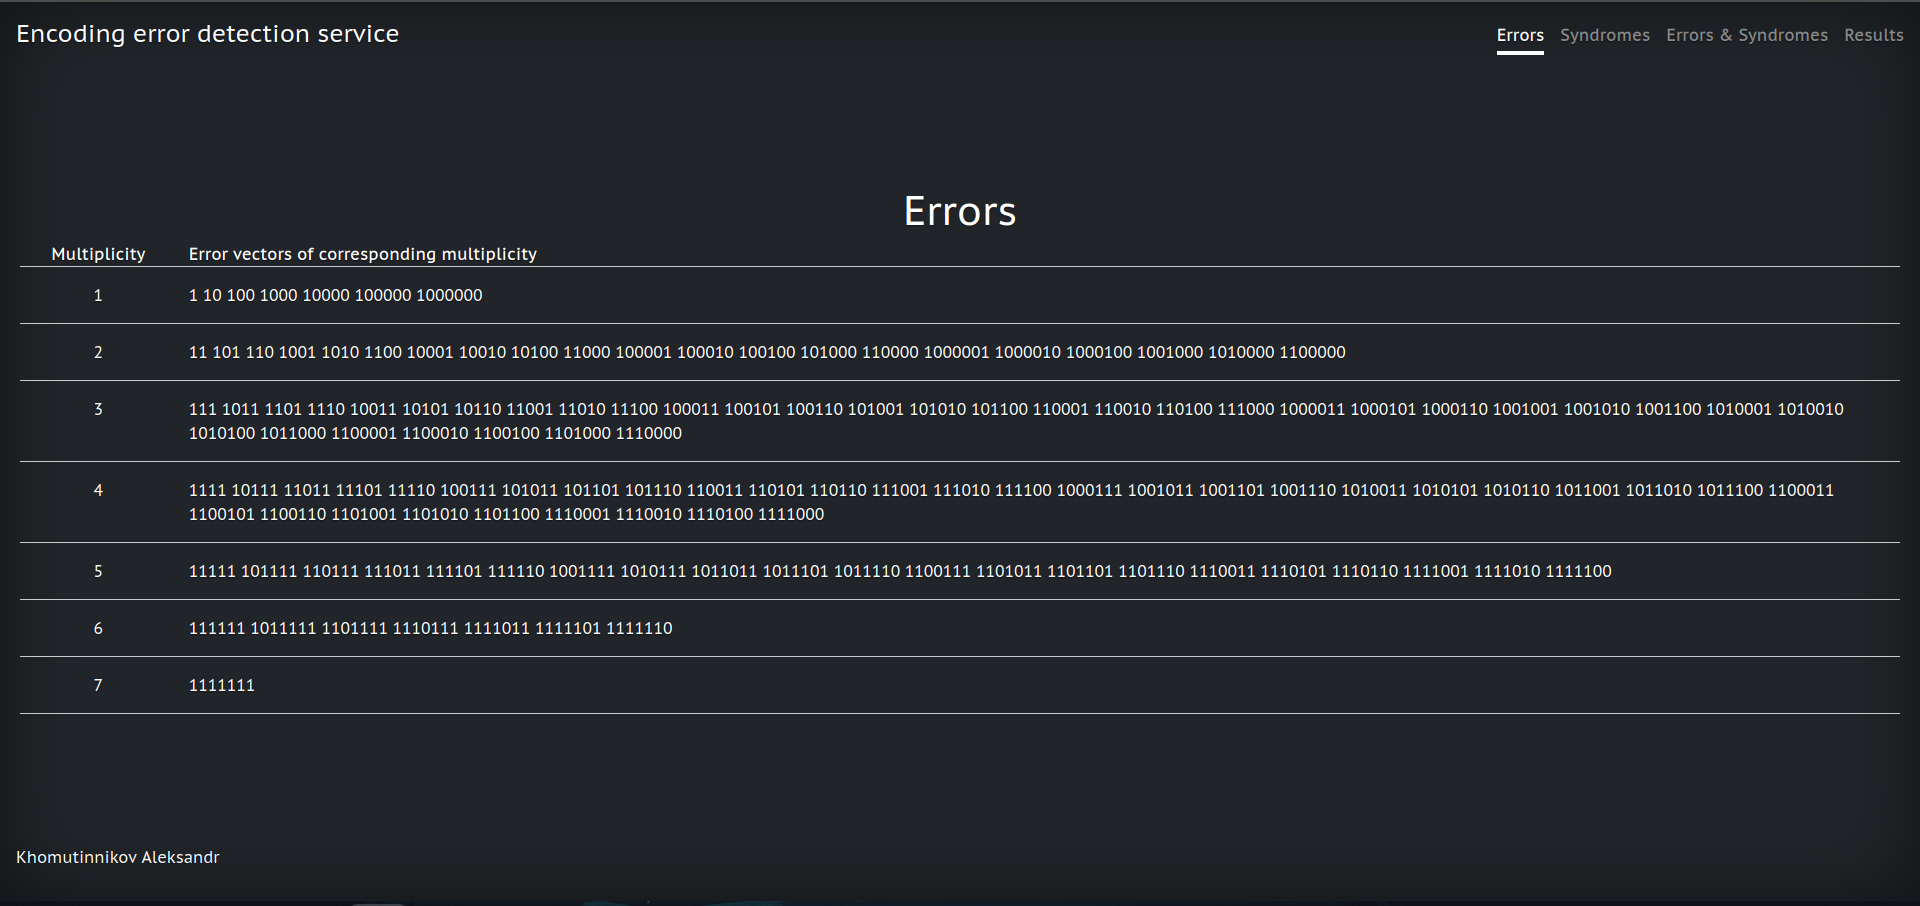 Encoding error detection service
Errors Syndromes Errors & Syndromes Results
Errors
Multiplicity Error vectors of corresponding multiplicity
1 1 10 100 1000 10000 100000 1000000
2 11 101 110 1001 1010 1100 10001 10010 10100 11000 100001 100010 100100 101000 110000 1000001 1000010 1000100 1001000 1010000 1100000
3 111 1011 1101 1110 10011 10101 10110 11001 11010 11100 100011 100101 100110 101001 101010 101100 110001 110010 110100 111000 1000011 1000101 1000110 1001001 1001010 1001100 1010001 1010010
1010100 1011000 1100001 1100010 1100100 1101000 1110000
4 1111 10111 11011 11101 11110 100111 101011 101101 101110 110011 110101 110110 111001 111010 111100 1000111 1001011 1001101 1001110 1010011 1010101 1010110 1011001 1011010 1011100 1100011
1100101 1100110 1101001 1101010 1101100 1110001 1110010 1110100 1111000
5 11111 101111 110111 111011 111101 111110 1001111 1010111 1011011 1011101 1011110 1100111 1101011 1101101 1101110 1110011 1110101 1110110 1111001 1111010 1111100
6 111111 1011111 1101111 1110111 1111011 1111101 1111110
7 1111111
Khomutinnikov Aleksandr